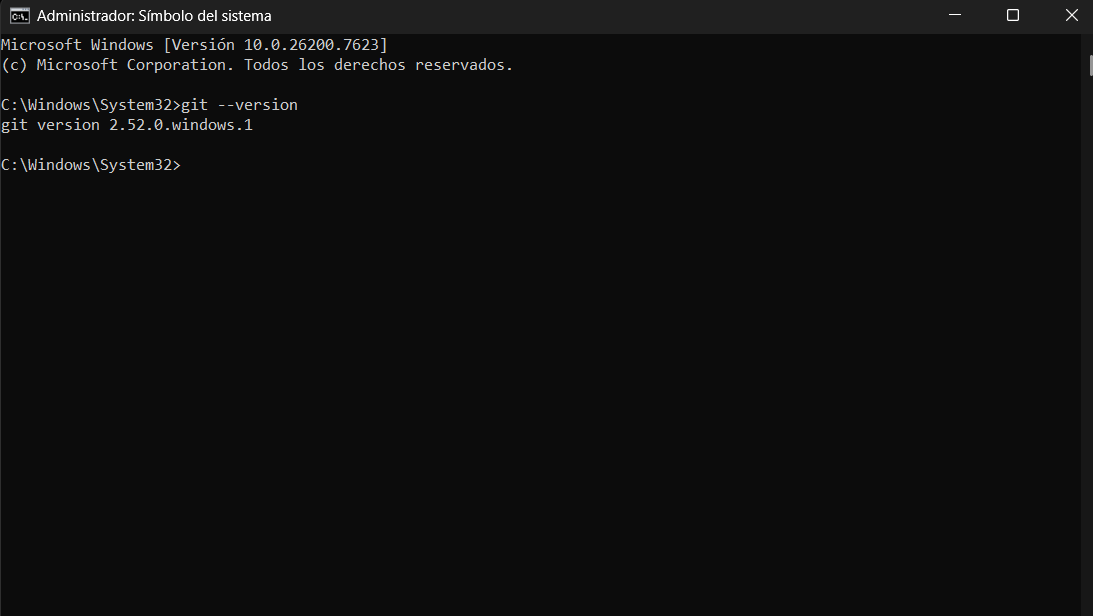 Administrador: Símbolo del sistema
Microsoft Windows [Versión 10.0.26200.7623]
(c) Microsoft Corporation. Todos los derechos reservados.
C:\Windows\System32>git --version
git version 2.52.0.windows.1
C:\Windows\System32>